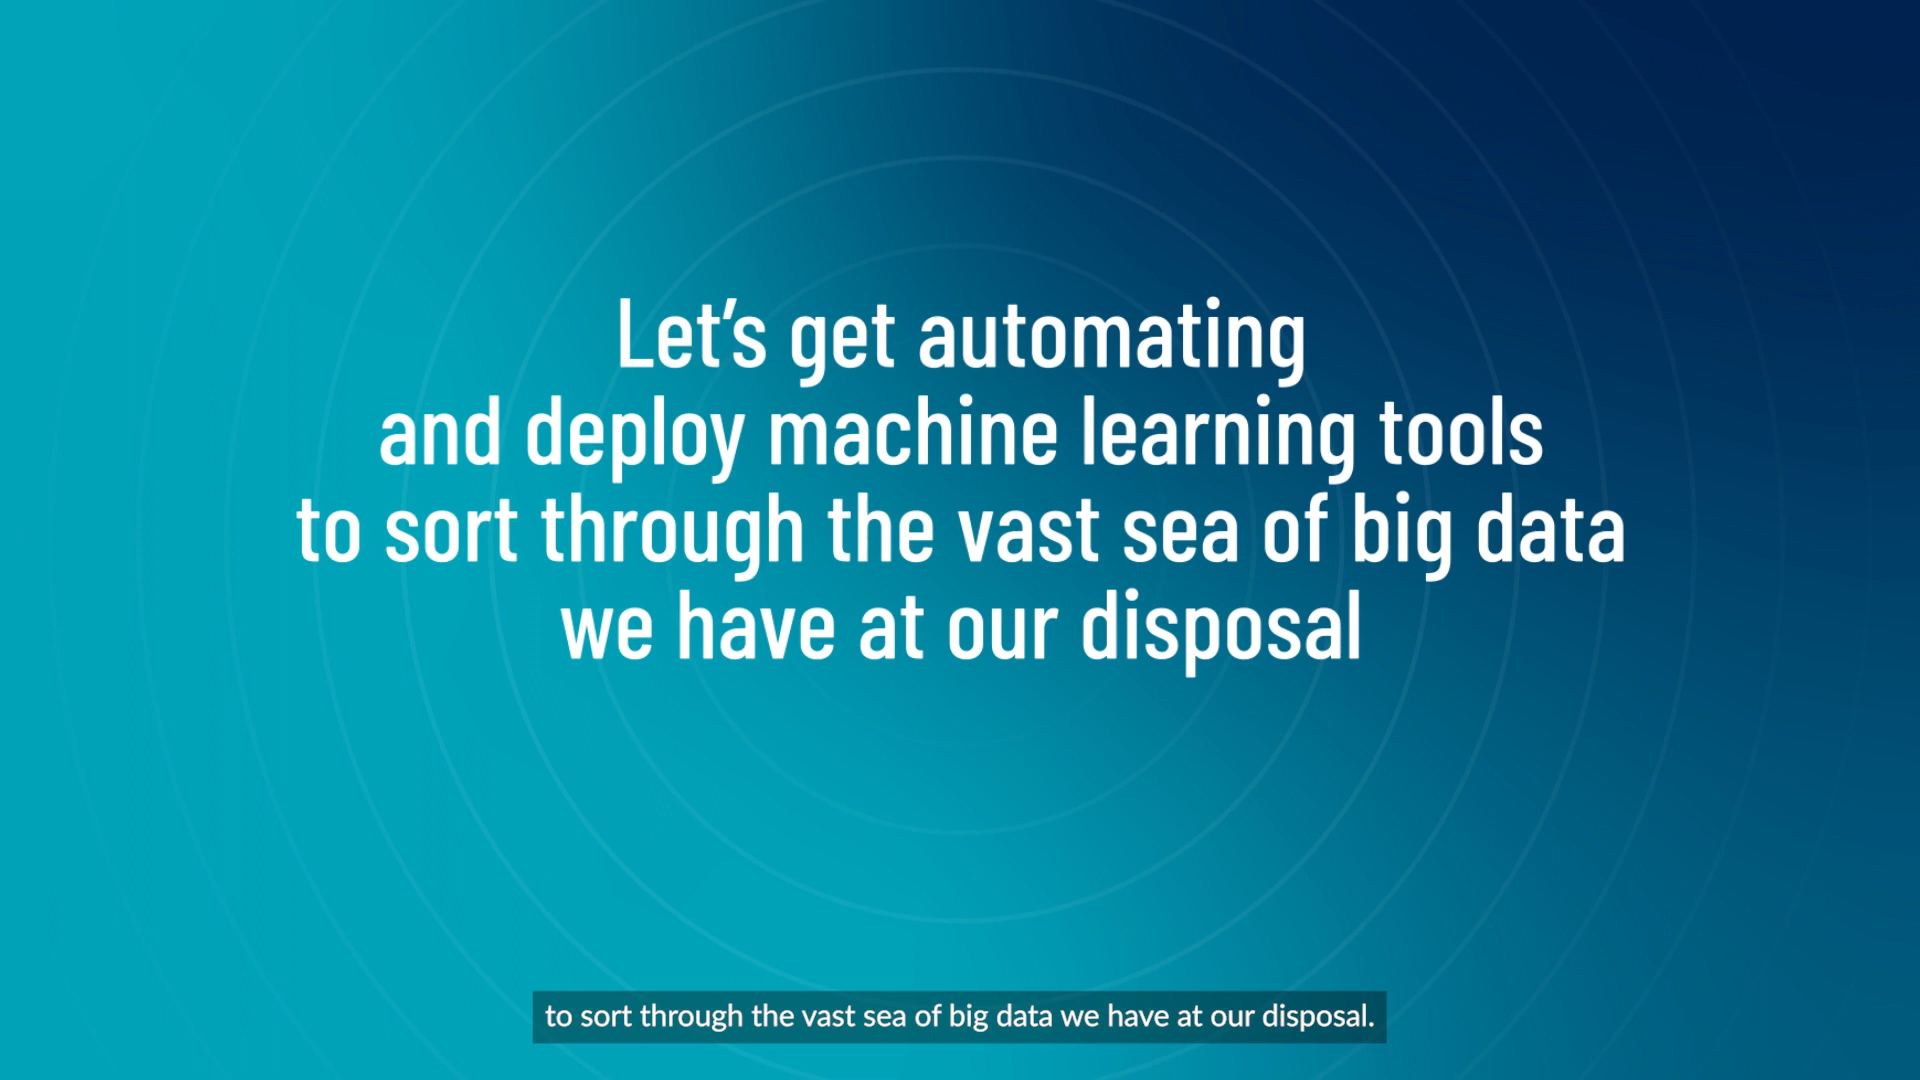 Let’s get automating
and deploy machine learning tools
to sort through the vast sea of big data
we have at our disposal
to sort through the vast sea of big data we have at our disposal.